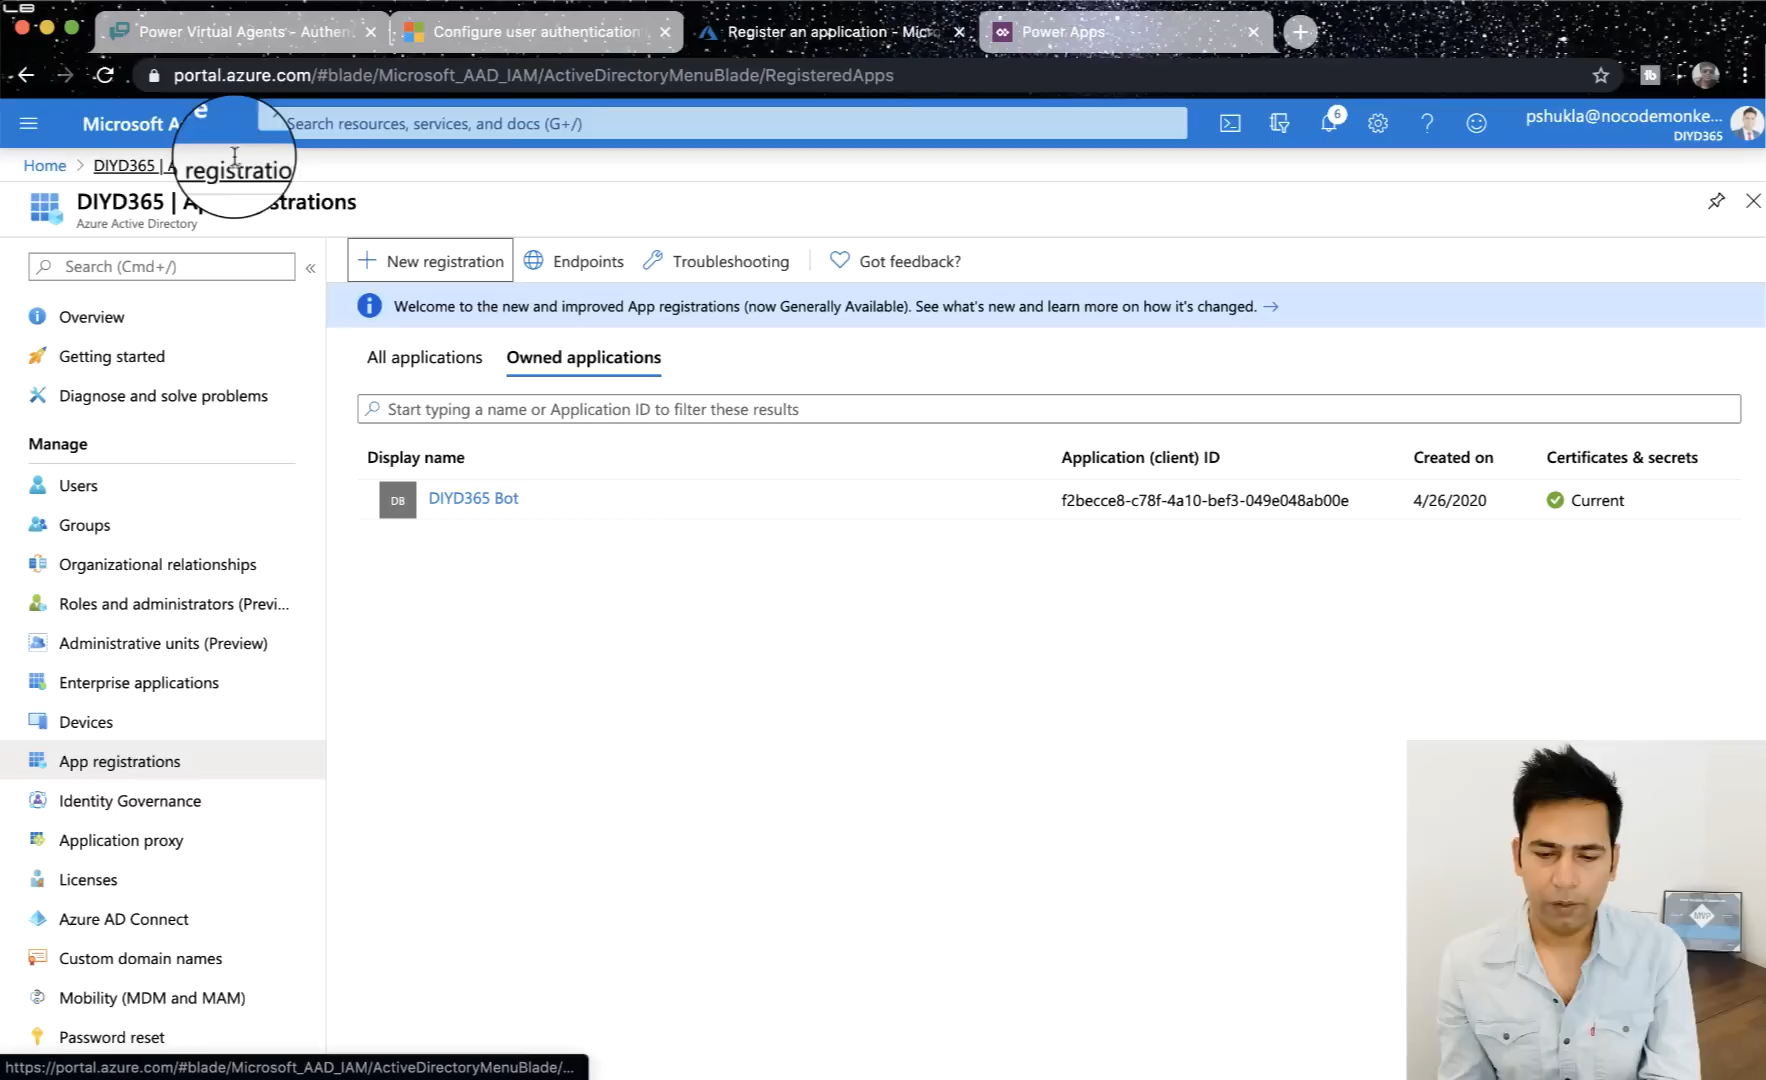 Power Virtual Agents - Authen
Configure user authentication
Register an application - Micr
Power Apps
portal.azure.com/#blade/Microsoft_AAD_IAM/ActiveDirectoryMenuBlade/RegisteredApps
Microsoft A
Search resources, services, and docs (G+/)
6
pshukla@nocodemonke...
DIYD365
Home > DIYD365 | A registratio
DIYD365 | Ap istrations
Azure Active Directory
Search (Cmd+/)
«
New registration
Endpoints
Troubleshooting
Got feedback?
Overview
Getting started
Diagnose and solve problems
Manage
Users
Groups
Organizational relationships
Roles and administrators (Previ...
Administrative units (Preview)
Enterprise applications
Devices
App registrations
Identity Governance
Application proxy
Licenses
Azure AD Connect
Custom domain names
Mobility (MDM and MAM)
Password reset
Welcome to the new and improved App registrations (now Generally Available). See what's new and learn more on how it's changed. →
All applications
Owned applications
Start typing a name or Application ID to filter these results
Display name
Application (client) ID
Created on
Certificates & secrets
DB
DIYD365 Bot
f2becce8-c78f-4a10-bef3-049e048ab00e
4/26/2020
Current
MVP
https://portal.azure.com/#blade/Microsoft_AAD_IAM/ActiveDirectoryMenuBlade/...